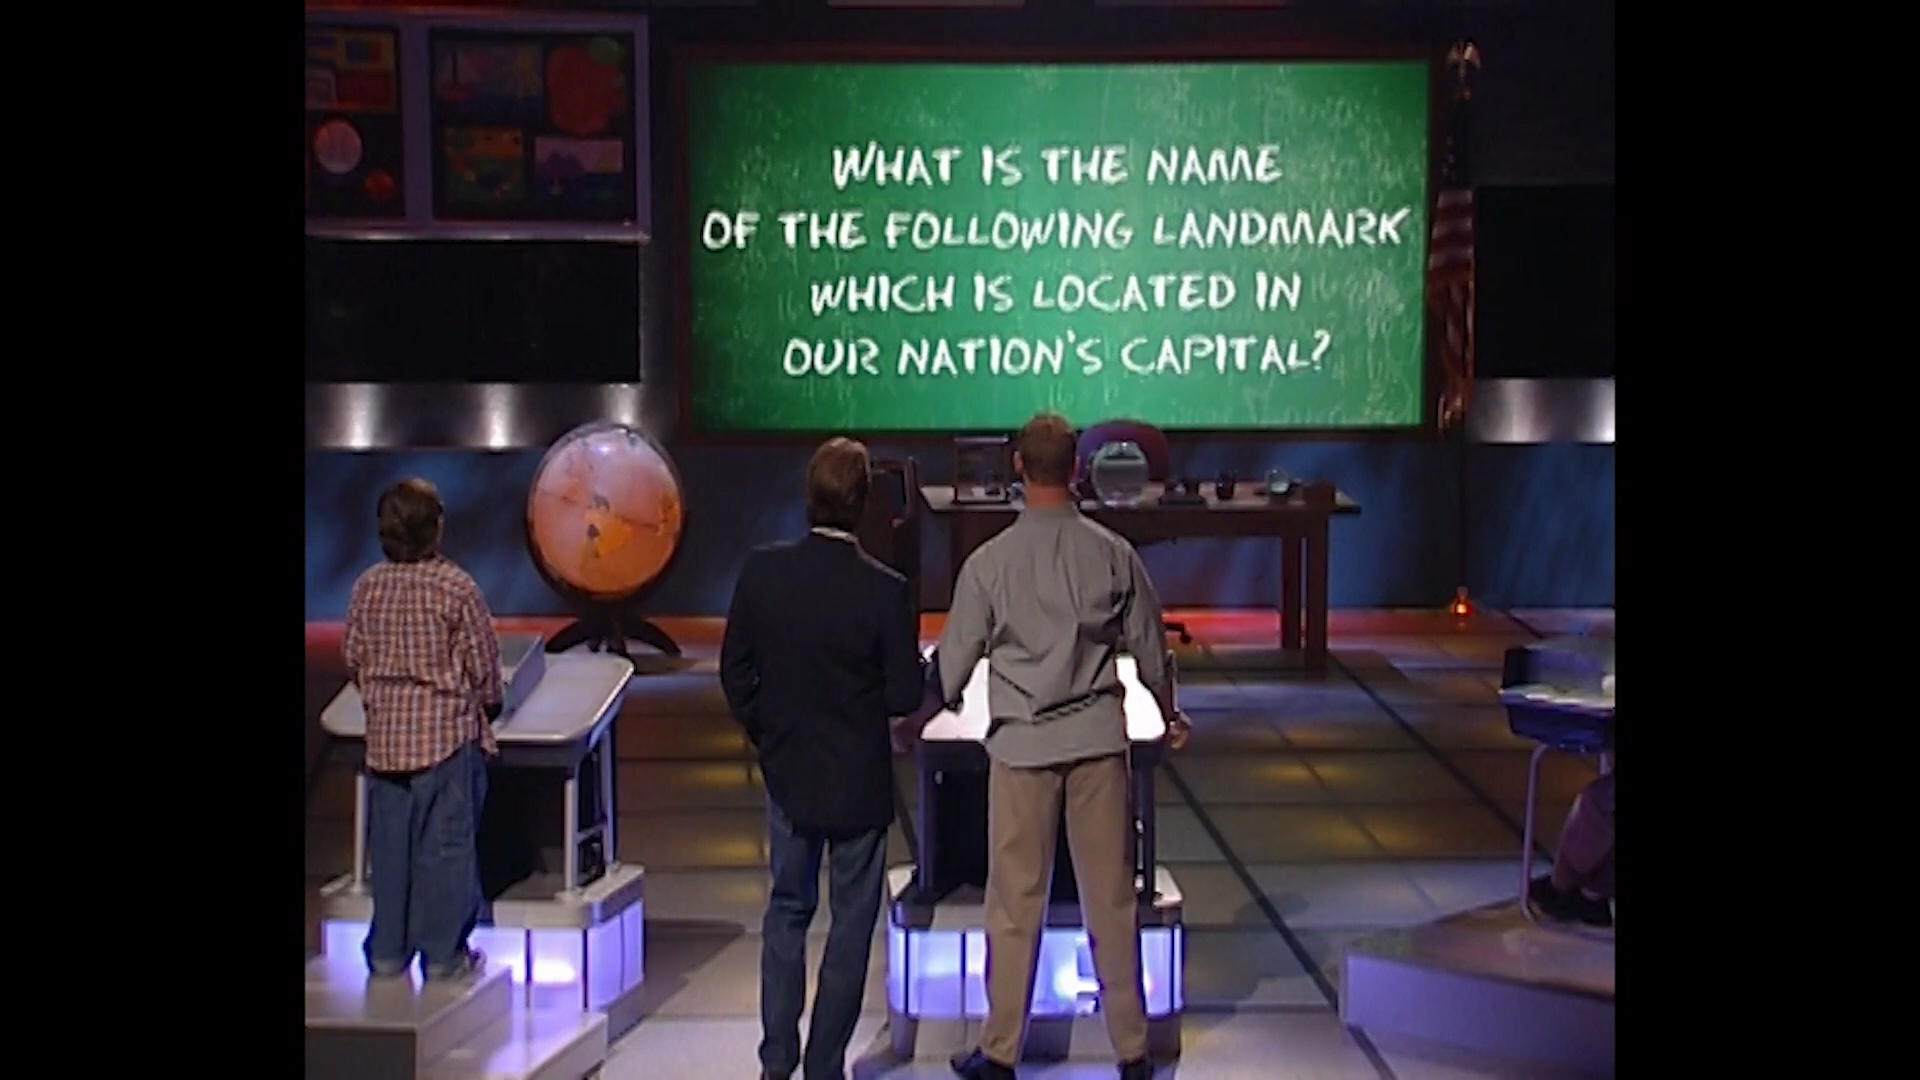 WHAT IS THE NAME
OF THE FOLLOWING LANDMARK
WHICH IS LOCATED IN
OUR NATION'S CAPITAL?